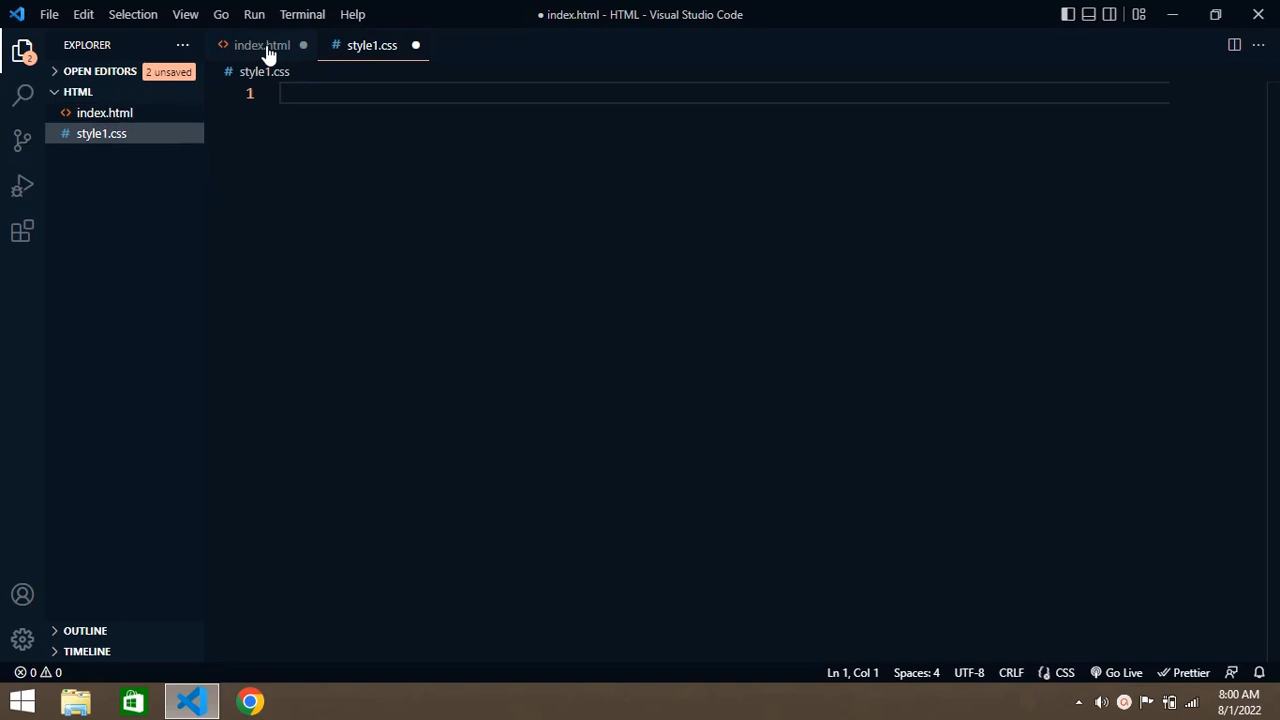 File Edit Selection View Go Run Terminal Help
● index.html - HTML - Visual Studio Code
EXPLORER
index.html
style1.css
OPEN EDITORS
2 unsaved
style1.css
HTML
1
index.html
style1.css
2
OUTLINE
TIMELINE
0 0
Ln 1, Col 1
Spaces: 4
UTF-8
CRLF
CSS
Go Live
Prettier
8:00 AM
8/1/2022